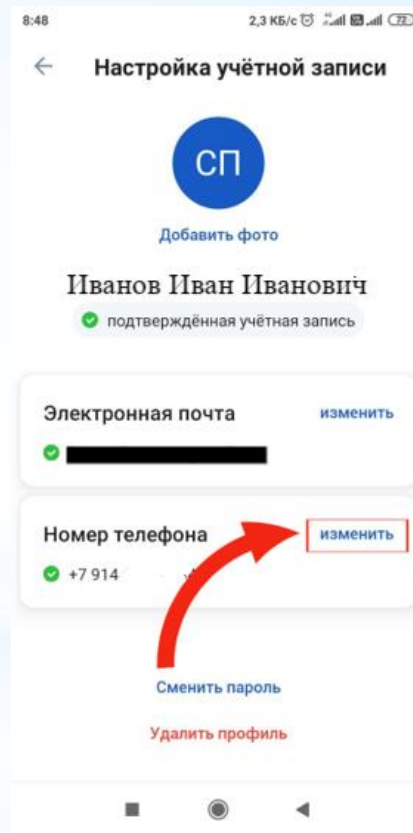 8:48 2,3 КБ/с 72
Настройка учётной записи
СП
Добавить фото
Иванов Иван Иванович
подтверждённая учётная запись
Электронная почта изменить
Номер телефона изменить
+7 914
Сменить пароль
Удалить профиль